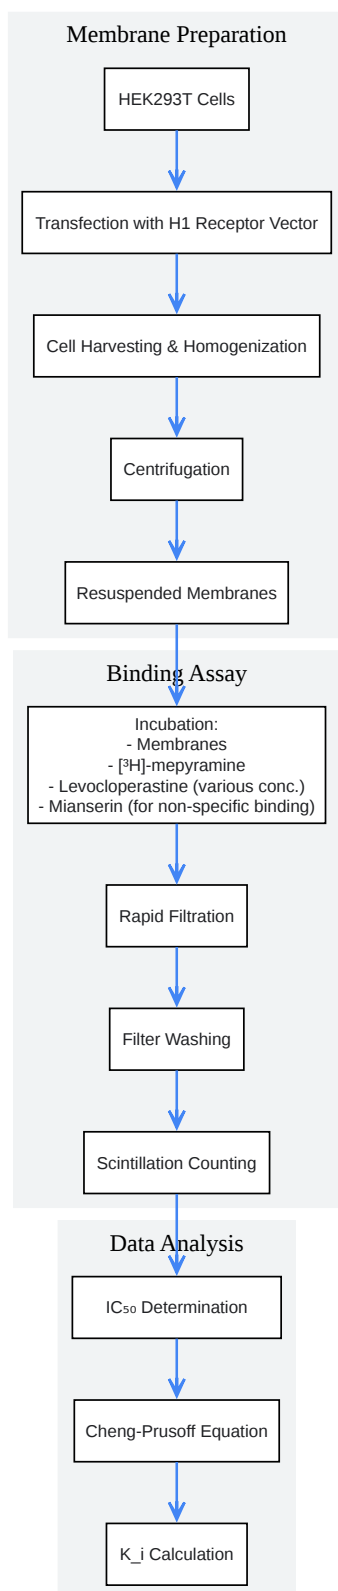 Membrane Preparation
HEK293T Cells
Transfection with H1 Receptor Vector
Cell Harvesting & Homogenization
Centrifugation
Resuspended Membranes
Binding Assay
Incubation:
- Membranes
- [³H]-mepyramine
- Levocloperastine (various conc.)
- Mianserin (for non-specific binding)
Rapid Filtration
Filter Washing
Scintillation Counting
Data Analysis
IC₅₀ Determination
Cheng-Prusoff Equation
K_i Calculation